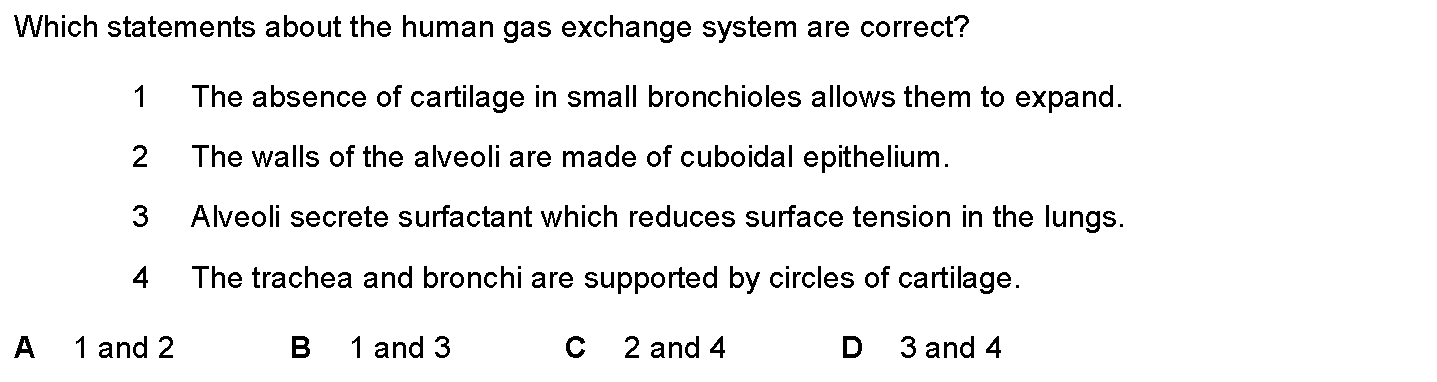 Which statements about the human gas exchange system are correct?
1 The absence of cartilage in small bronchioles allows them to expand.
2 The walls of the alveoli are made of cuboidal epithelium.
3 Alveoli secrete surfactant which reduces surface tension in the lungs.
4 The trachea and bronchi are supported by circles of cartilage.
A 1 and 2 B 1 and 3 C 2 and 4 D 3 and 4